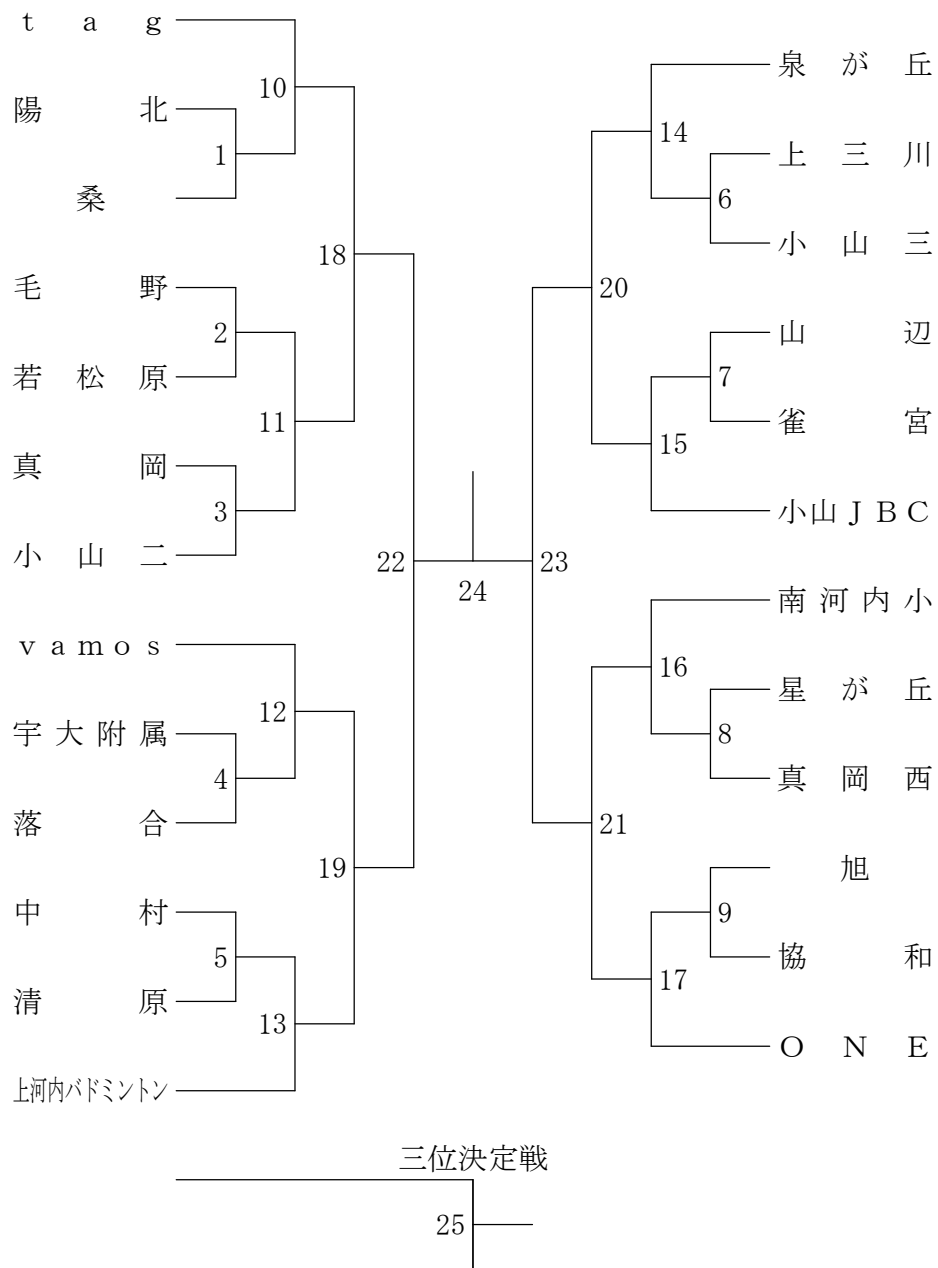 ｔａｇ
10
陽北
1
桑
18
毛野
2
若松原
11
真岡
3
小山二
22
ｖａｍｏｓ
12
宇大附属
4
落合
19
中村
5
清原
13
上河内バドミントン
24
泉が丘
14
上三川
6
小山三
20
山辺
7
雀宮
15
小山ＪＢＣ
23
南河内小
16
星が丘
8
真岡西
21
旭
9
協和
17
ＯＮＥ
三位決定戦
25